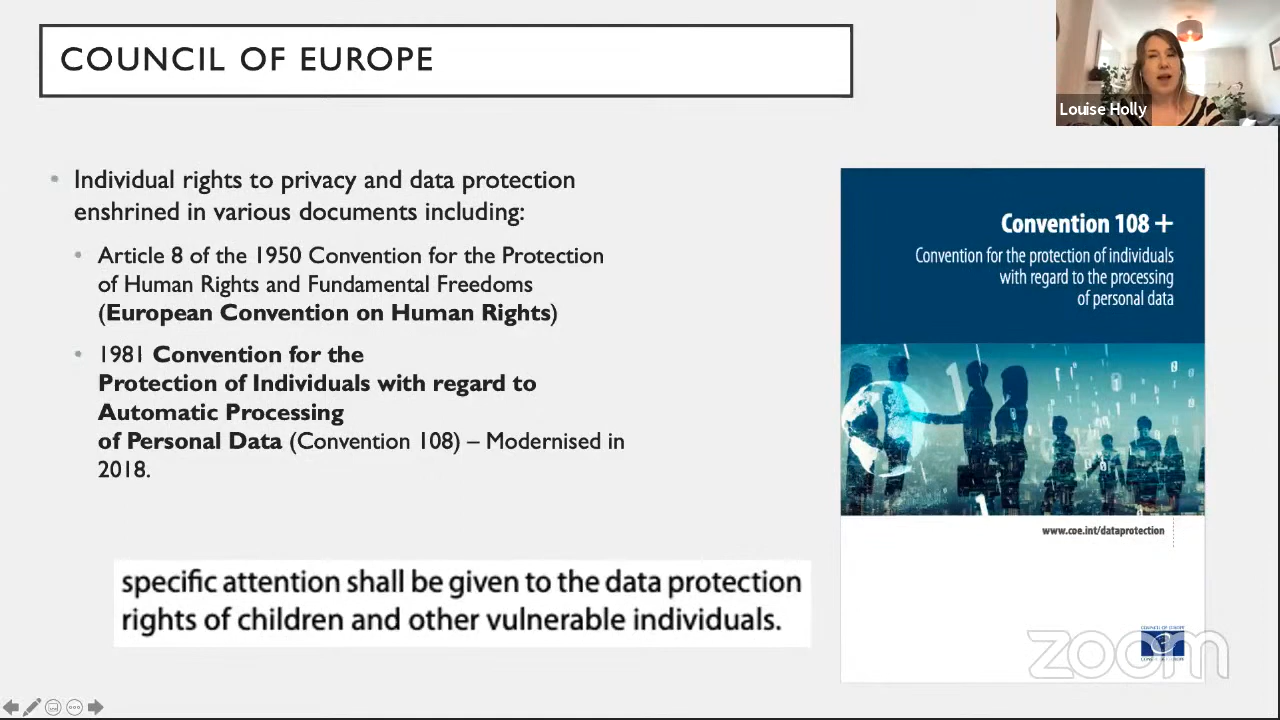 COUNCIL OF EUROPE
Louise Holly
Individual rights to privacy and data protection
enshrined in various documents including:
Article 8 of the 1950 Convention for the Protection
of Human Rights and Fundamental Freedoms
(European Convention on Human Rights)
1981 Convention for the
Protection of Individuals with regard to
Automatic Processing
of Personal Data (Convention 108) – Modernised in
2018.
specific attention shall be given to the data protection
rights of children and other vulnerable individuals.
Convention 108 +
Convention for the protection of individuals
with regard to the processing
of personal data
www.coe.int/dataprotection
COUNCIL OF EUROPE
zoom